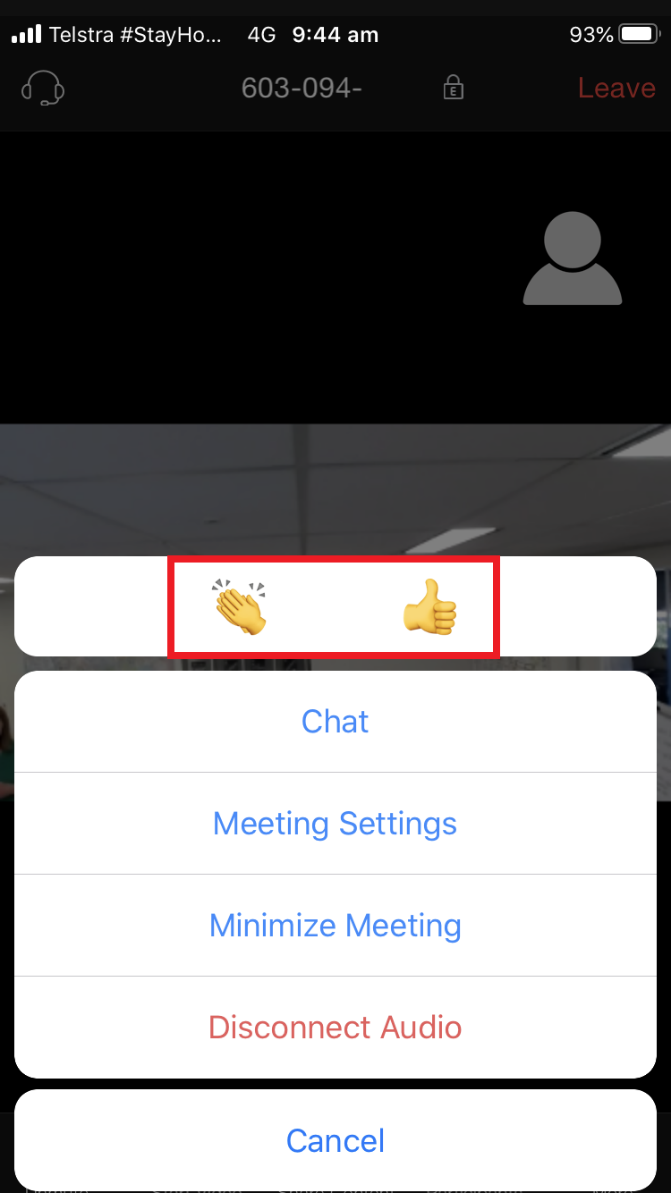 Telstra #StayHo... 4G 9:44 am 93%
603-094- E Leave
Chat
Meeting Settings
Minimize Meeting
Disconnect Audio
Cancel